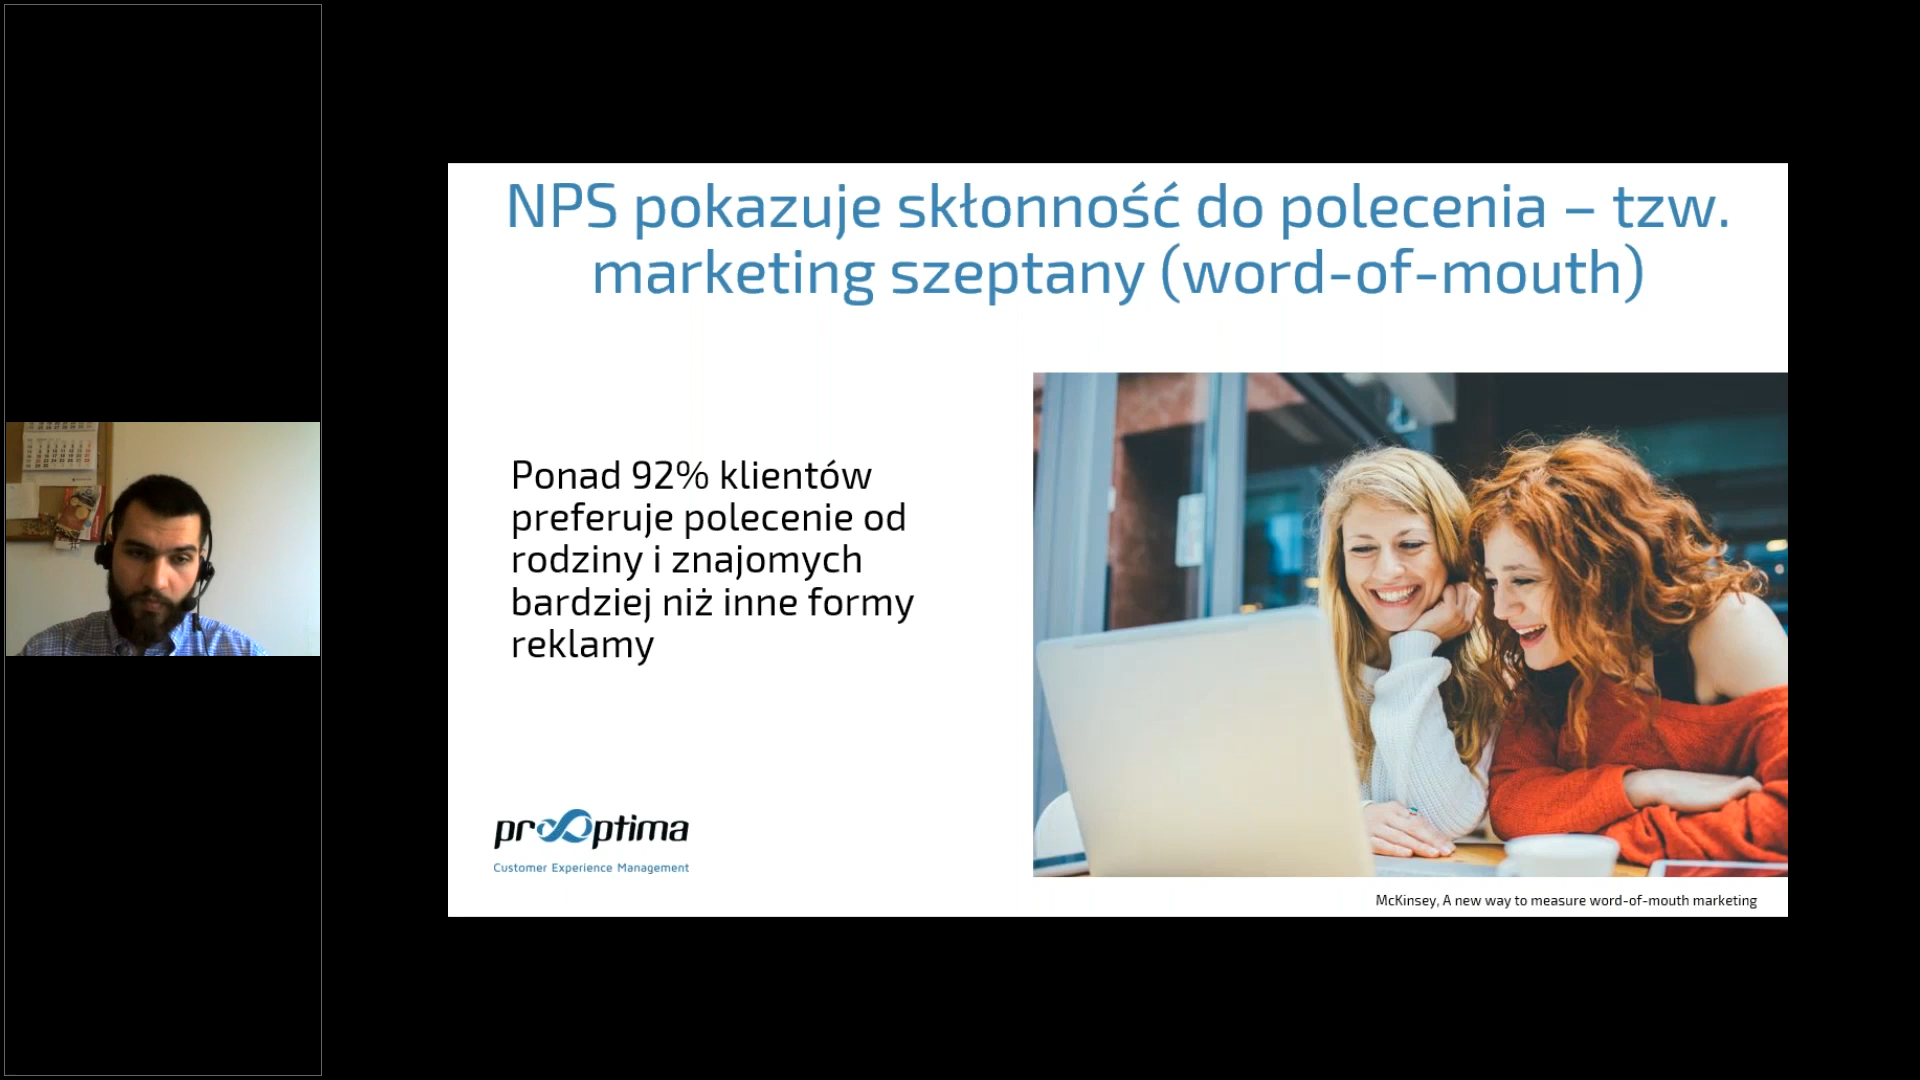 NPS pokazuje skłonność do polecenia – tzw.
marketing szeptany (word-of-mouth)
Ponad 92% klientów
preferuje polecenie od
rodziny i znajomych
bardziej niż inne formy
reklamy
prooptima
Customer Experience Management
McKinsey, A new way to measure word-of-mouth marketing